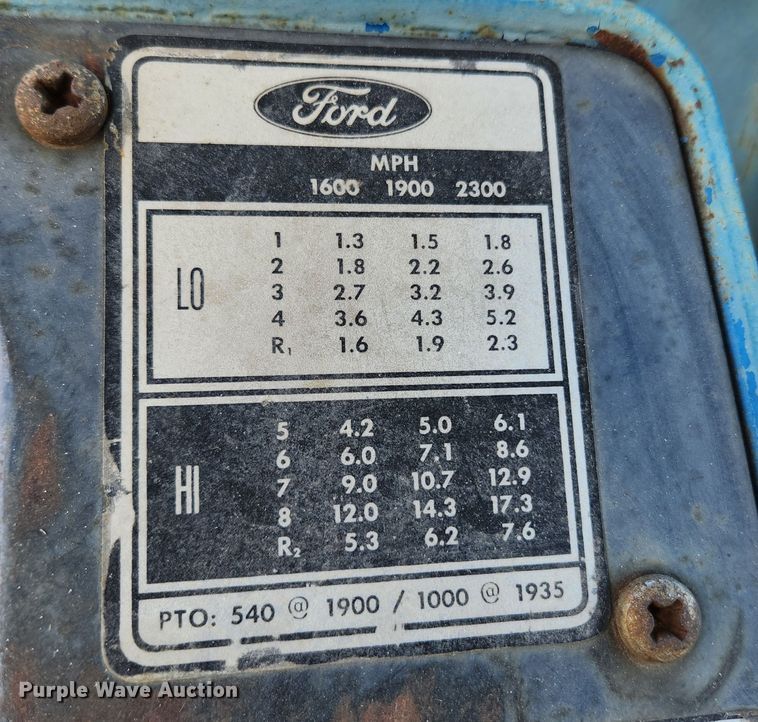 Ford
MPH
1600 1900 2300
LO
1 1.3 1.5 1.8
2 1.8 2.2 2.6
3 2.7 3.2 3.9
4 3.6 4.3 5.2
R₁ 1.6 1.9 2.3
HI
5 4.2 5.0 6.1
6 6.0 7.1 8.6
7 9.0 10.7 12.9
8 12.0 14.3 17.3
R₂ 5.3 6.2 7.6
PTO: 540 @ 1900 / 1000 @ 1935
Purple Wave Auction